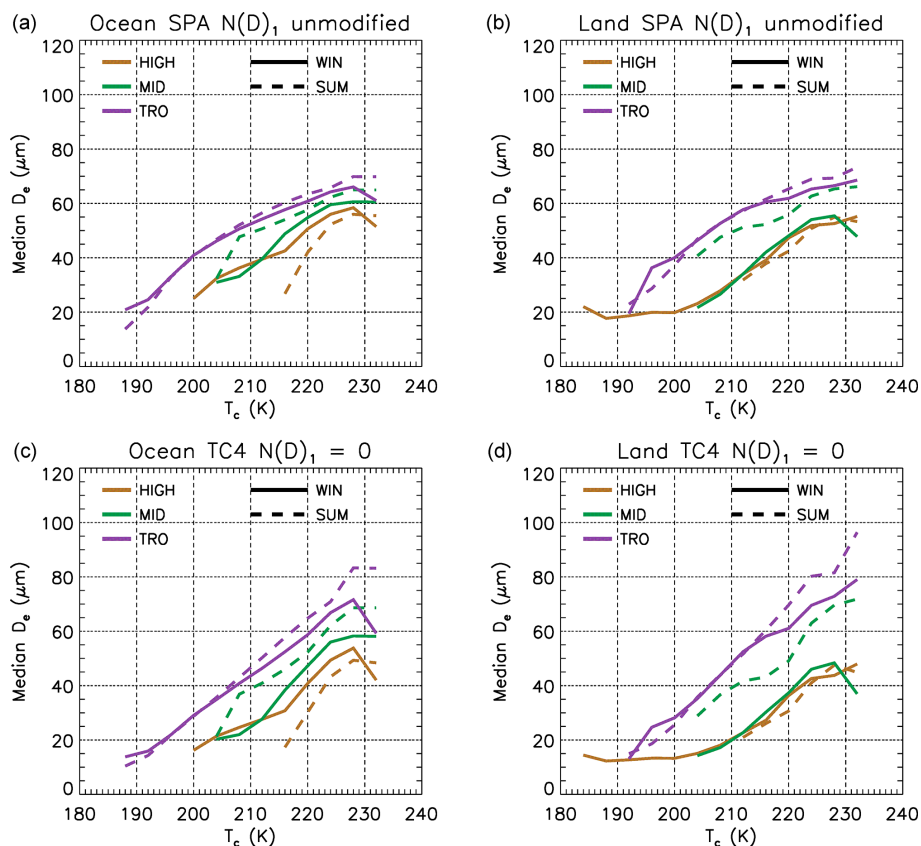 (a) Ocean SPA N(D)₁ unmodified
120
100
80
60
40
20
0
Median Dₑ (μm)
HIGH
MID
TRO
WIN
SUM
180 190 200 210 220 230 240
T_c (K)
(b) Land SPA N(D)₁ unmodified
120
100
80
60
40
20
0
Median Dₑ (μm)
HIGH
MID
TRO
WIN
SUM
180 190 200 210 220 230 240
T_c (K)
(c) Ocean TC4 N(D)₁ = 0
120
100
80
60
40
20
0
Median Dₑ (μm)
HIGH
MID
TRO
WIN
SUM
180 190 200 210 220 230 240
T_c (K)
(d) Land TC4 N(D)₁ = 0
120
100
80
60
40
20
0
Median Dₑ (μm)
HIGH
MID
TRO
WIN
SUM
180 190 200 210 220 230 240
T_c (K)